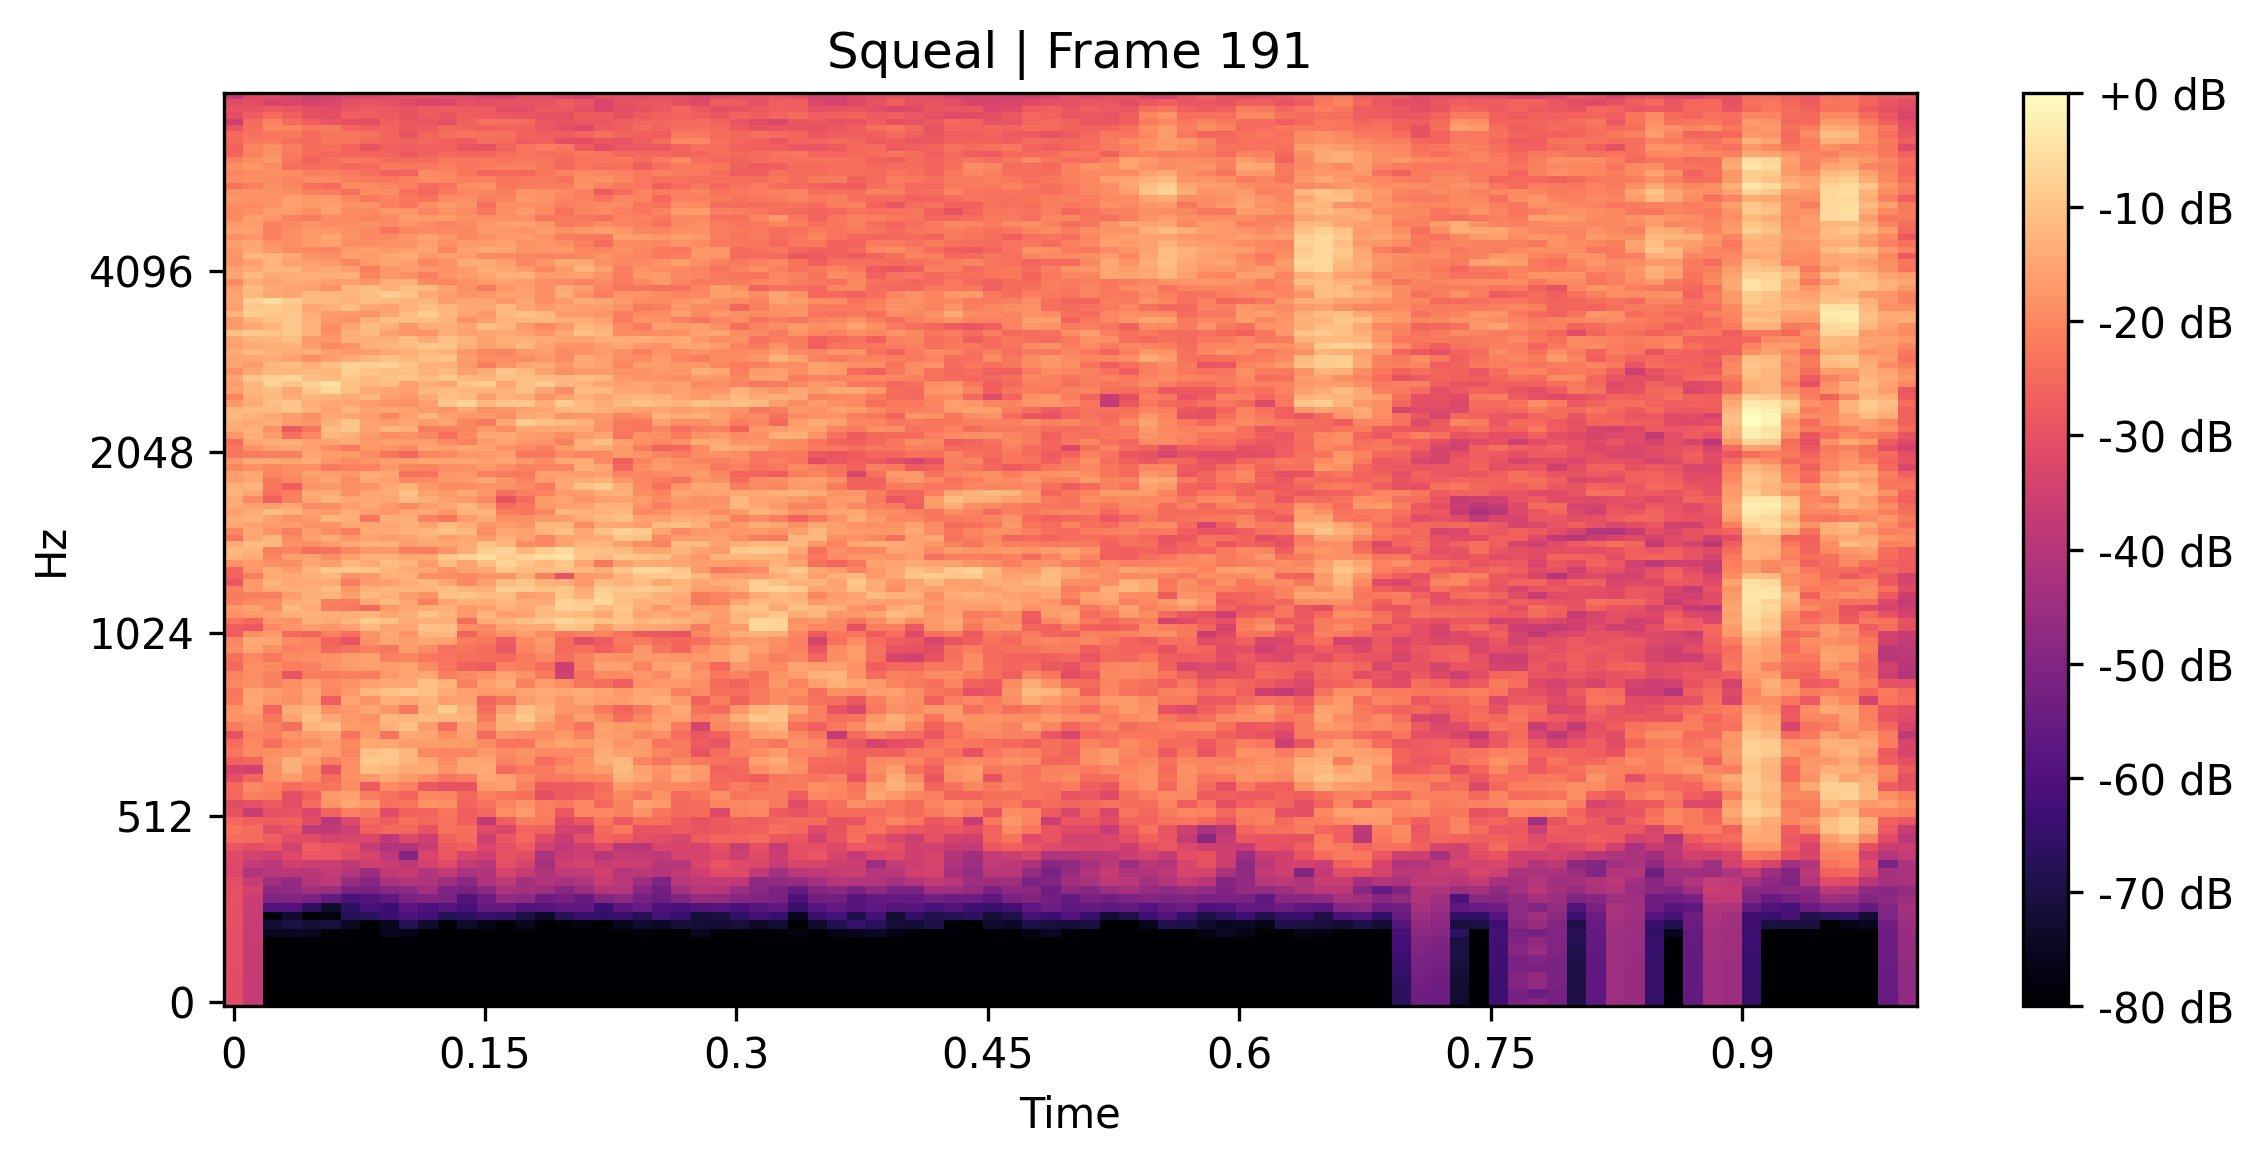 Squeal | Frame 191
+0 dB
-10 dB
-20 dB
-30 dB
-40 dB
-50 dB
-60 dB
-70 dB
-80 dB
Hz
4096
2048
1024
512
0
0 0.15 0.3 0.45 0.6 0.75 0.9
Time